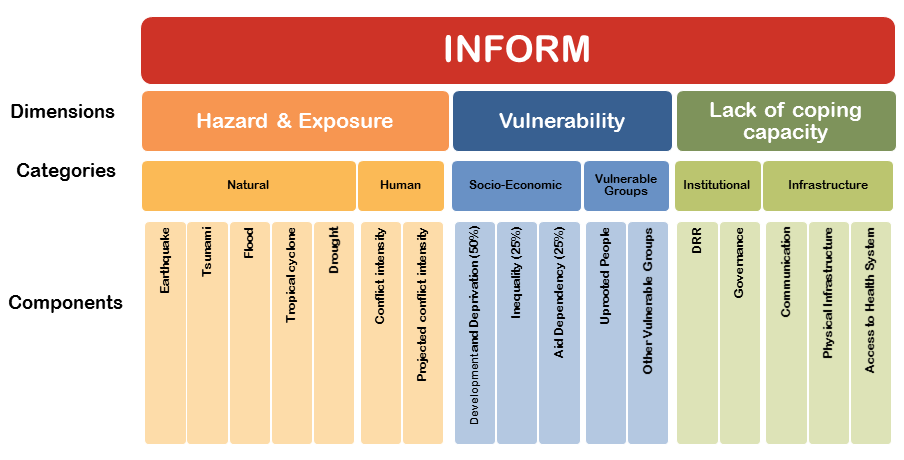 INFORM
Dimensions
Hazard & Exposure
Vulnerability
Lack of coping
capacity
Categories
Natural
Human
Socio-Economic
Vulnerable
Groups
Institutional
Infrastructure
Components
Earthquake
Tsunami
Flood
Tropical cyclone
Drought
Conflict intensity
Projected conflict intensity
Development and Deprivation (50%)
Inequality (25%)
Aid Dependency (25%)
Uprooted People
Other Vulnerable Groups
DRR
Governance
Communication
Physical Infrastructure
Access to Health System